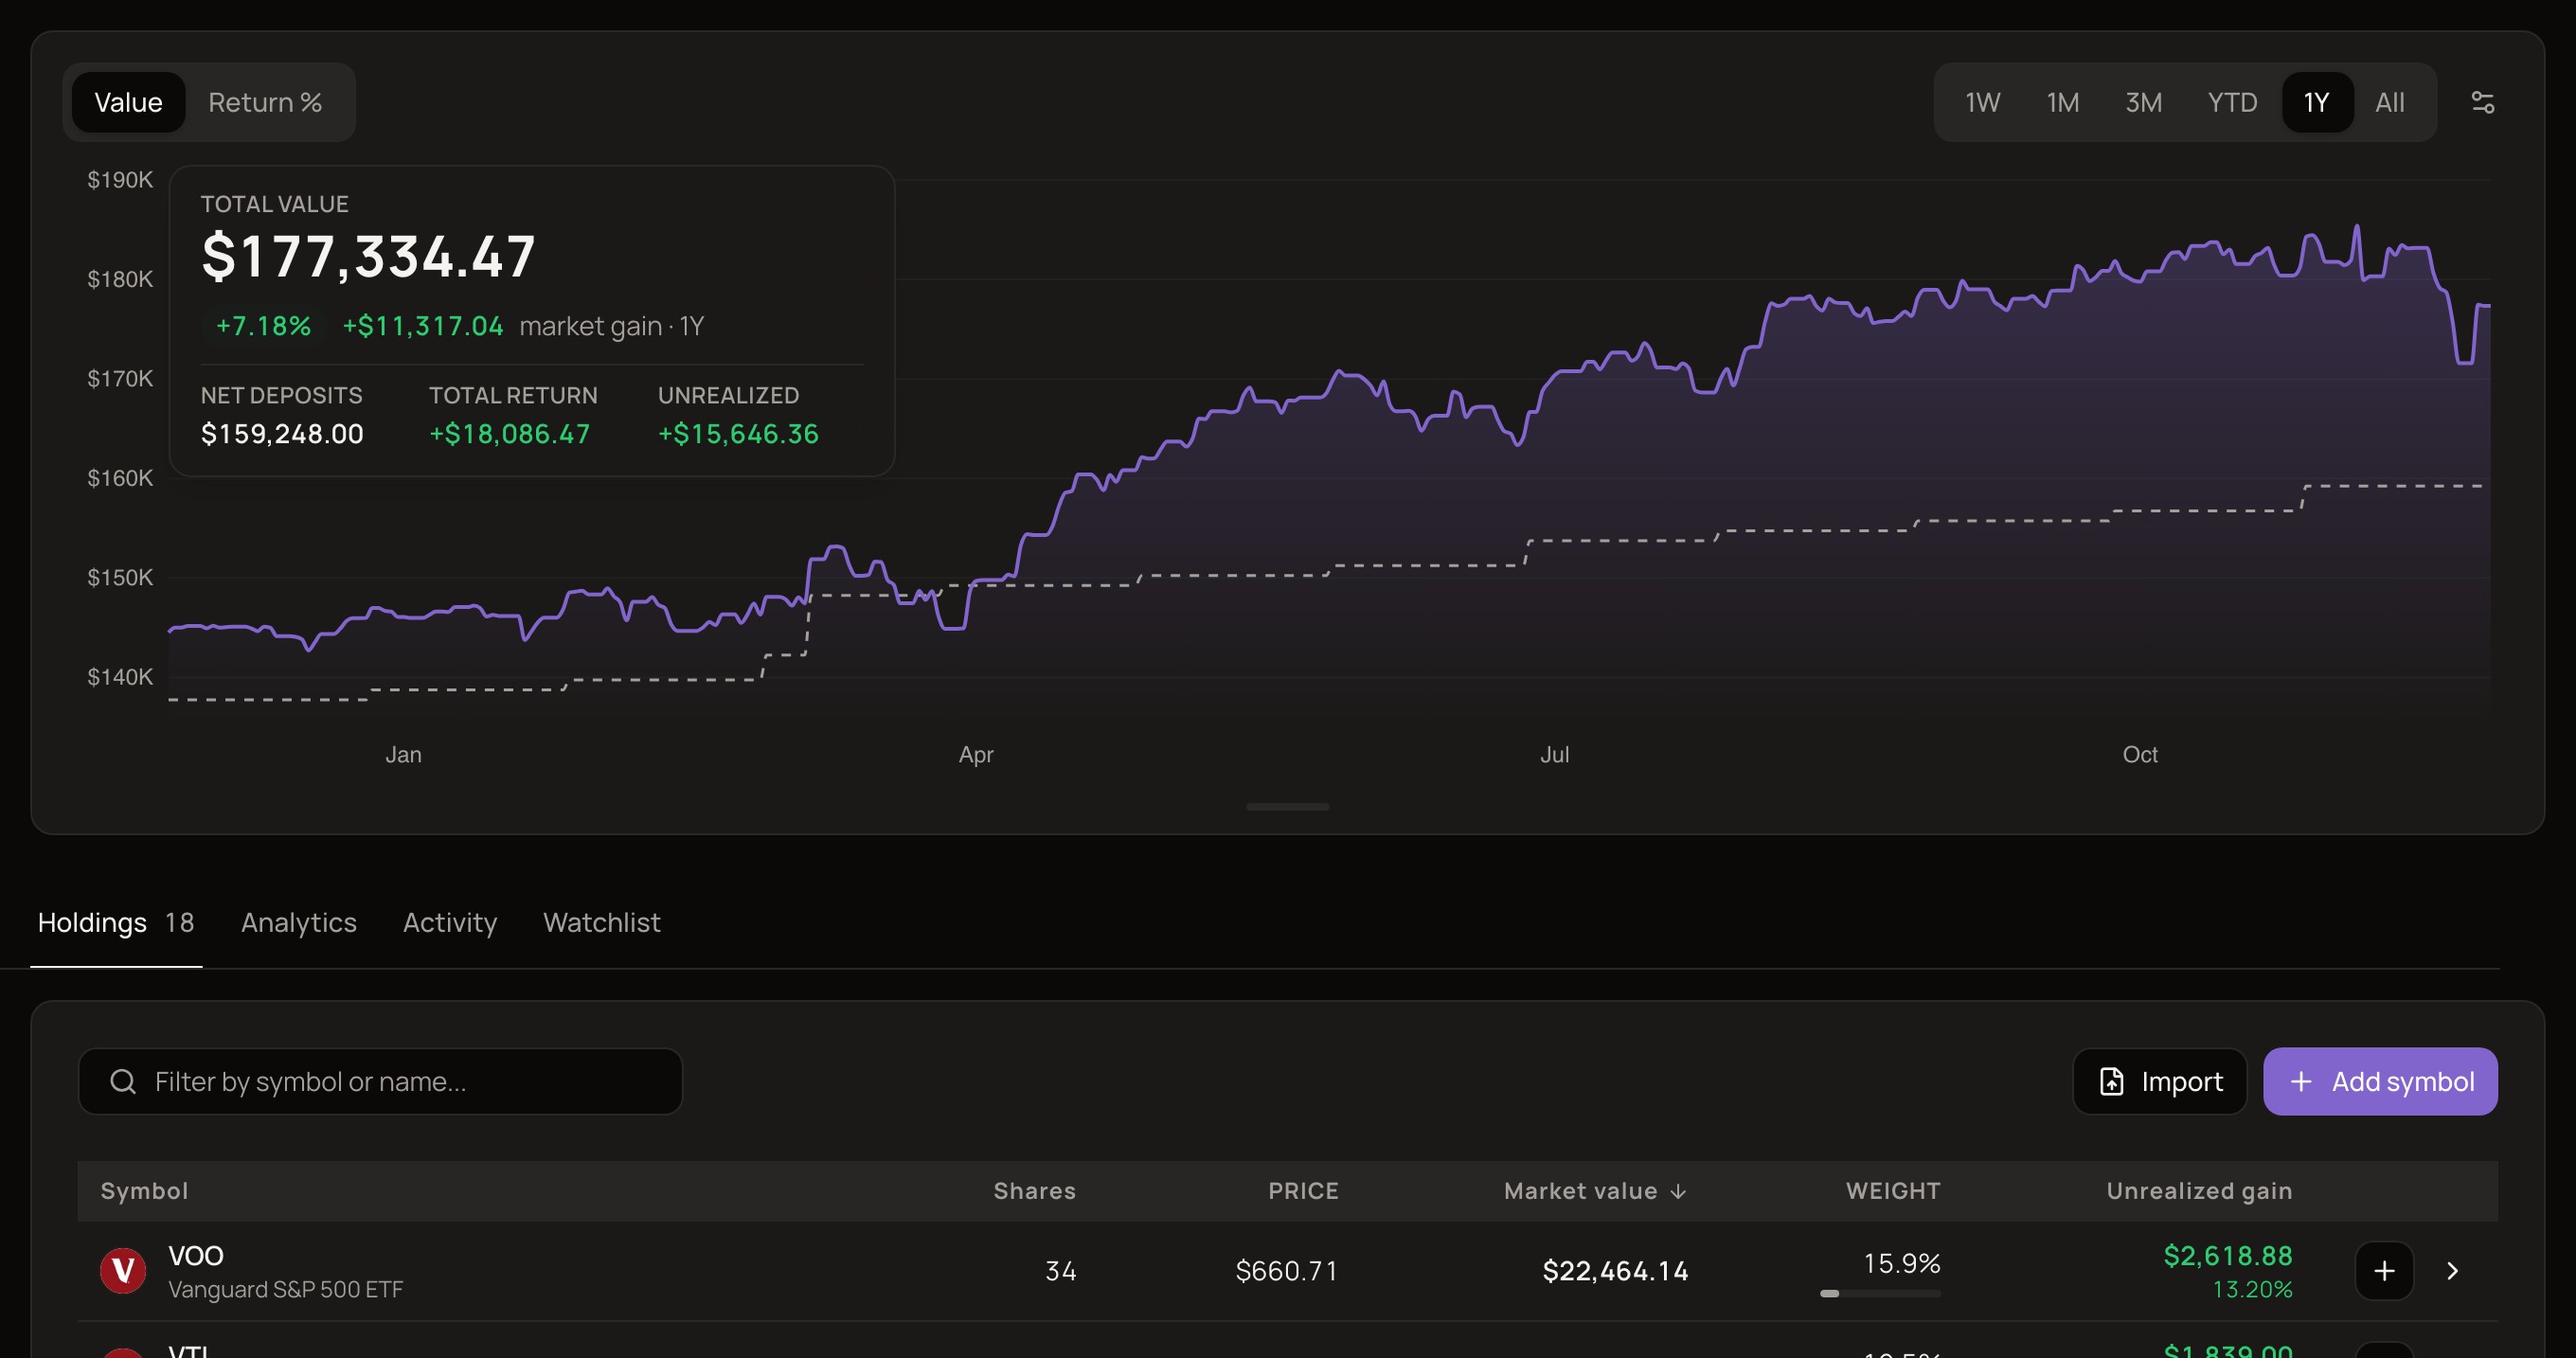 Value Return % 1W 1M 3M YTD 1Y All
$190K
TOTAL VALUE
$177,334.47
$180K
+7.18% +$11,317.04 market gain · 1Y
$170K
NET DEPOSITS TOTAL RETURN UNREALIZED
$159,248.00 +$18,086.47 +$15,646.36
$160K
$150K
$140K
Jan Apr Jul Oct
Holdings 18 Analytics Activity Watchlist
Filter by symbol or name... Import + Add symbol
Symbol Shares PRICE Market value ↓ WEIGHT Unrealized gain
VOO
Vanguard S&P 500 ETF
34 $660.71 $22,464.14 15.9% $2,618.88
13.20%
VTI $1,839.00